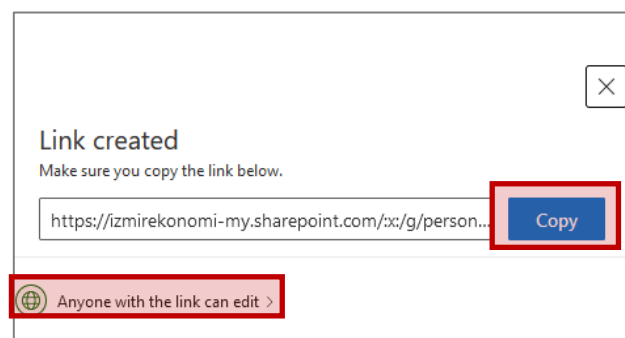 Link created
Make sure you copy the link below.
https://izmirekonomi-my.sharepoint.com/:x:/g/person...
Copy
Anyone with the link can edit >